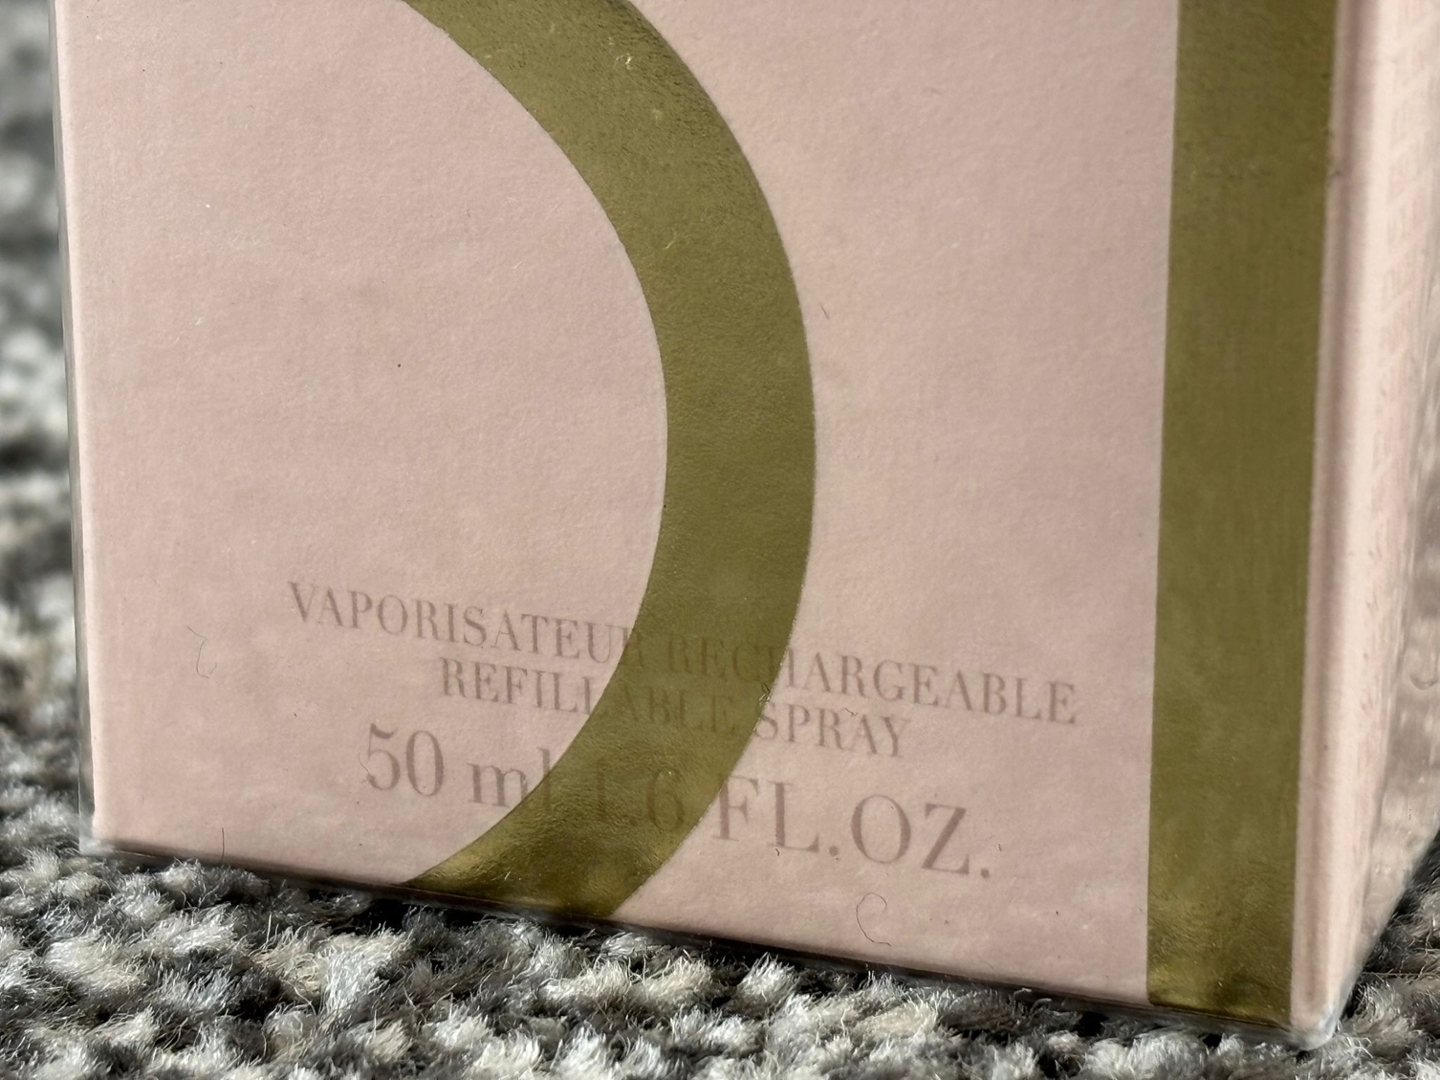 VAPORISATEUR RECHARGEABLE
REFILLABLE SPRAY
50 ml 1.6 FL.OZ.